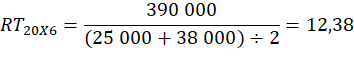 RT₂₀ₓ₆ = 390 000 / ((25 000 + 38 000) ÷ 2) = 12,38